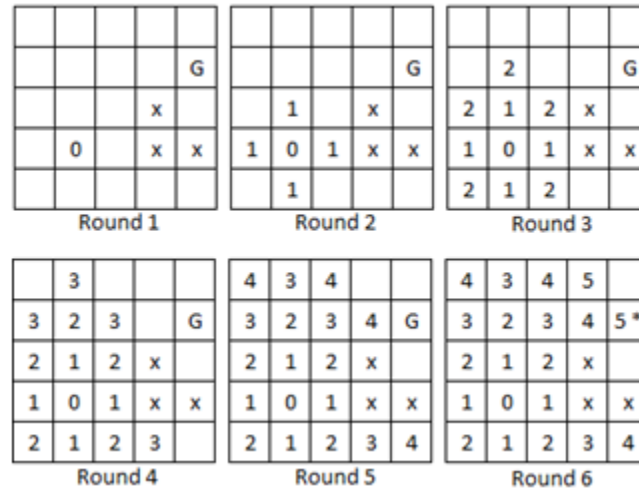 G
x
0 x x
Round 1
G
1 x
1 0 1 x x
1
Round 2
2 G
2 1 2 x
1 0 1 x x
2 1 2
Round 3
3
3 2 3 G
2 1 2 x
1 0 1 x x
2 1 2 3
Round 4
4 3 4
3 2 3 4 G
2 1 2 x
1 0 1 x x
2 1 2 3 4
Round 5
4 3 4 5
3 2 3 4 5*
2 1 2 x
1 0 1 x x
2 1 2 3 4
Round 6